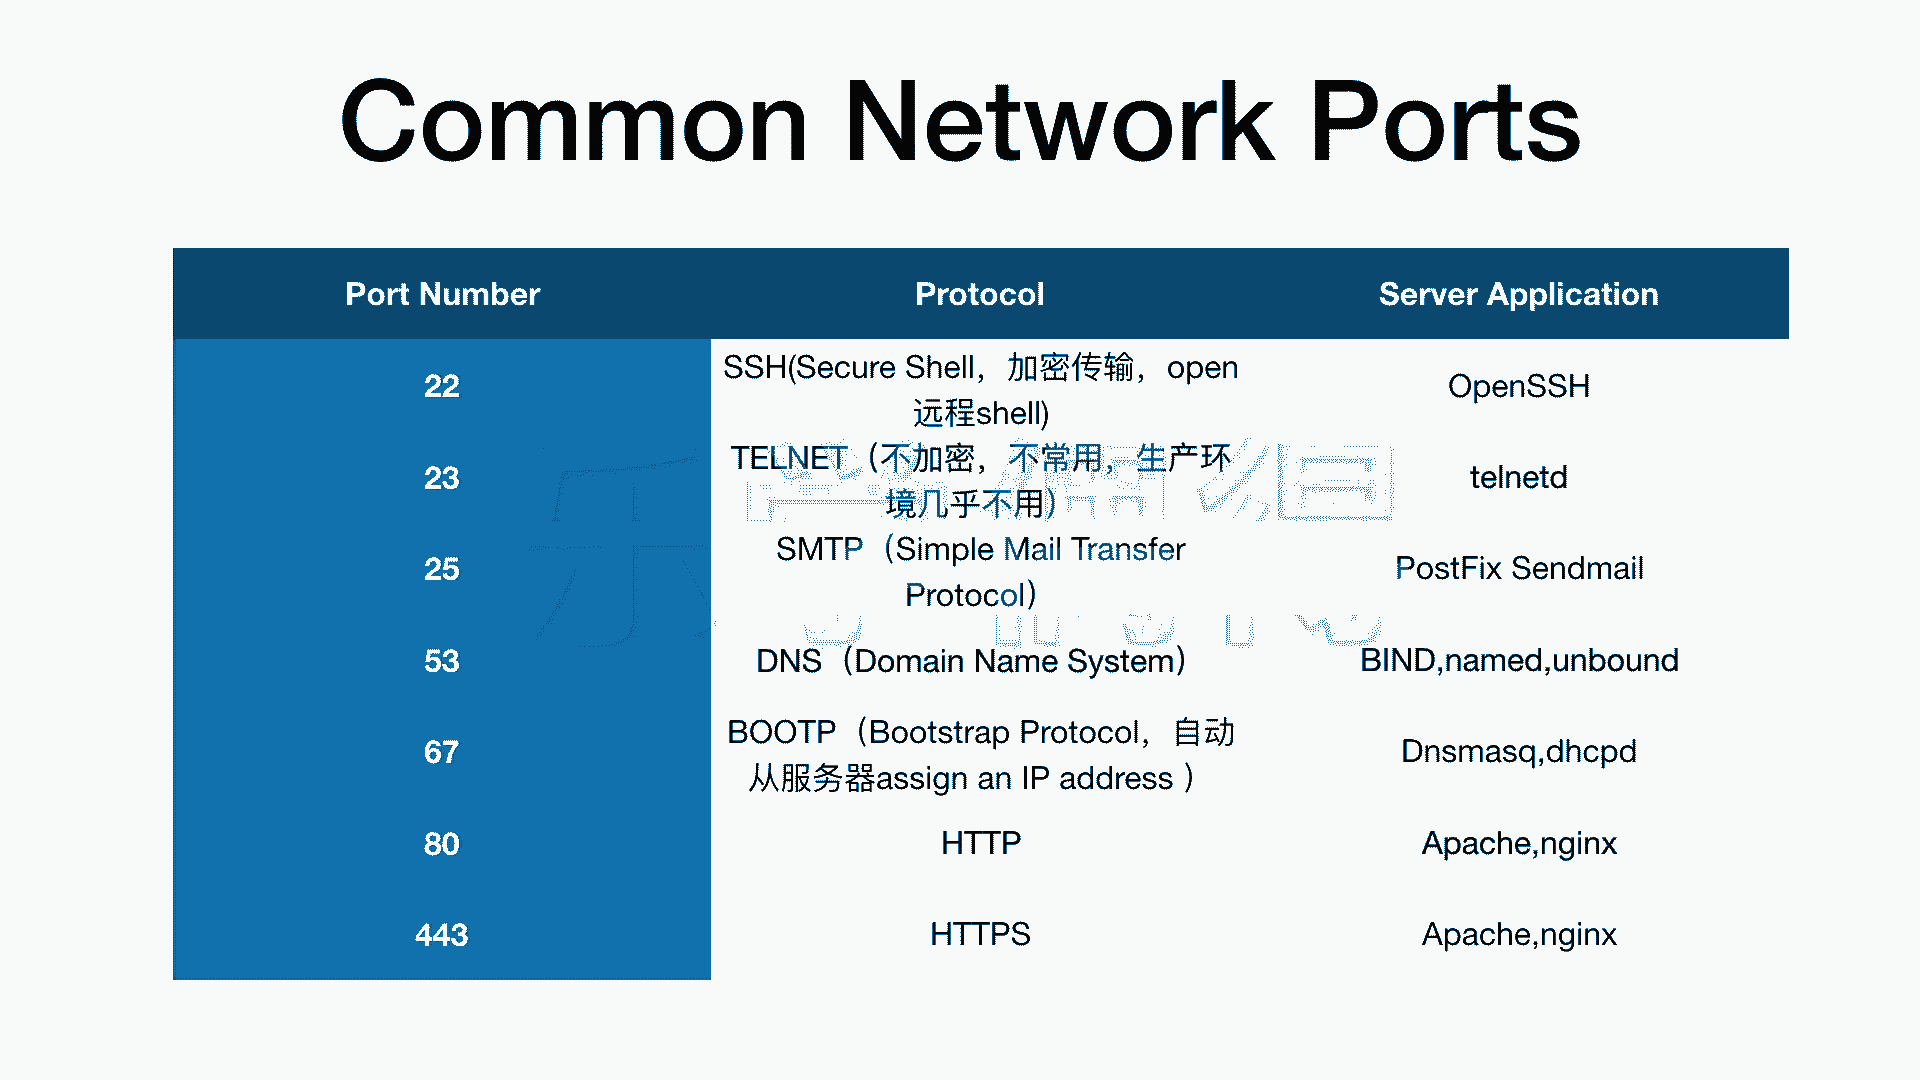 Common Network Ports
Port Number Protocol Server Application
22 SSH(Secure Shell，加密传输，open 远程shell) OpenSSH
23 TELNET（不加密，不常用，生产环境几乎不用） telnetd
25 SMTP（Simple Mail Transfer Protocol） PostFix Sendmail
53 DNS（Domain Name System） BIND,named,unbound
67 BOOTP（Bootstrap Protocol，自动从服务器assign an IP address ） Dnsmasq,dhcpd
80 HTTP Apache,nginx
443 HTTPS Apache,nginx